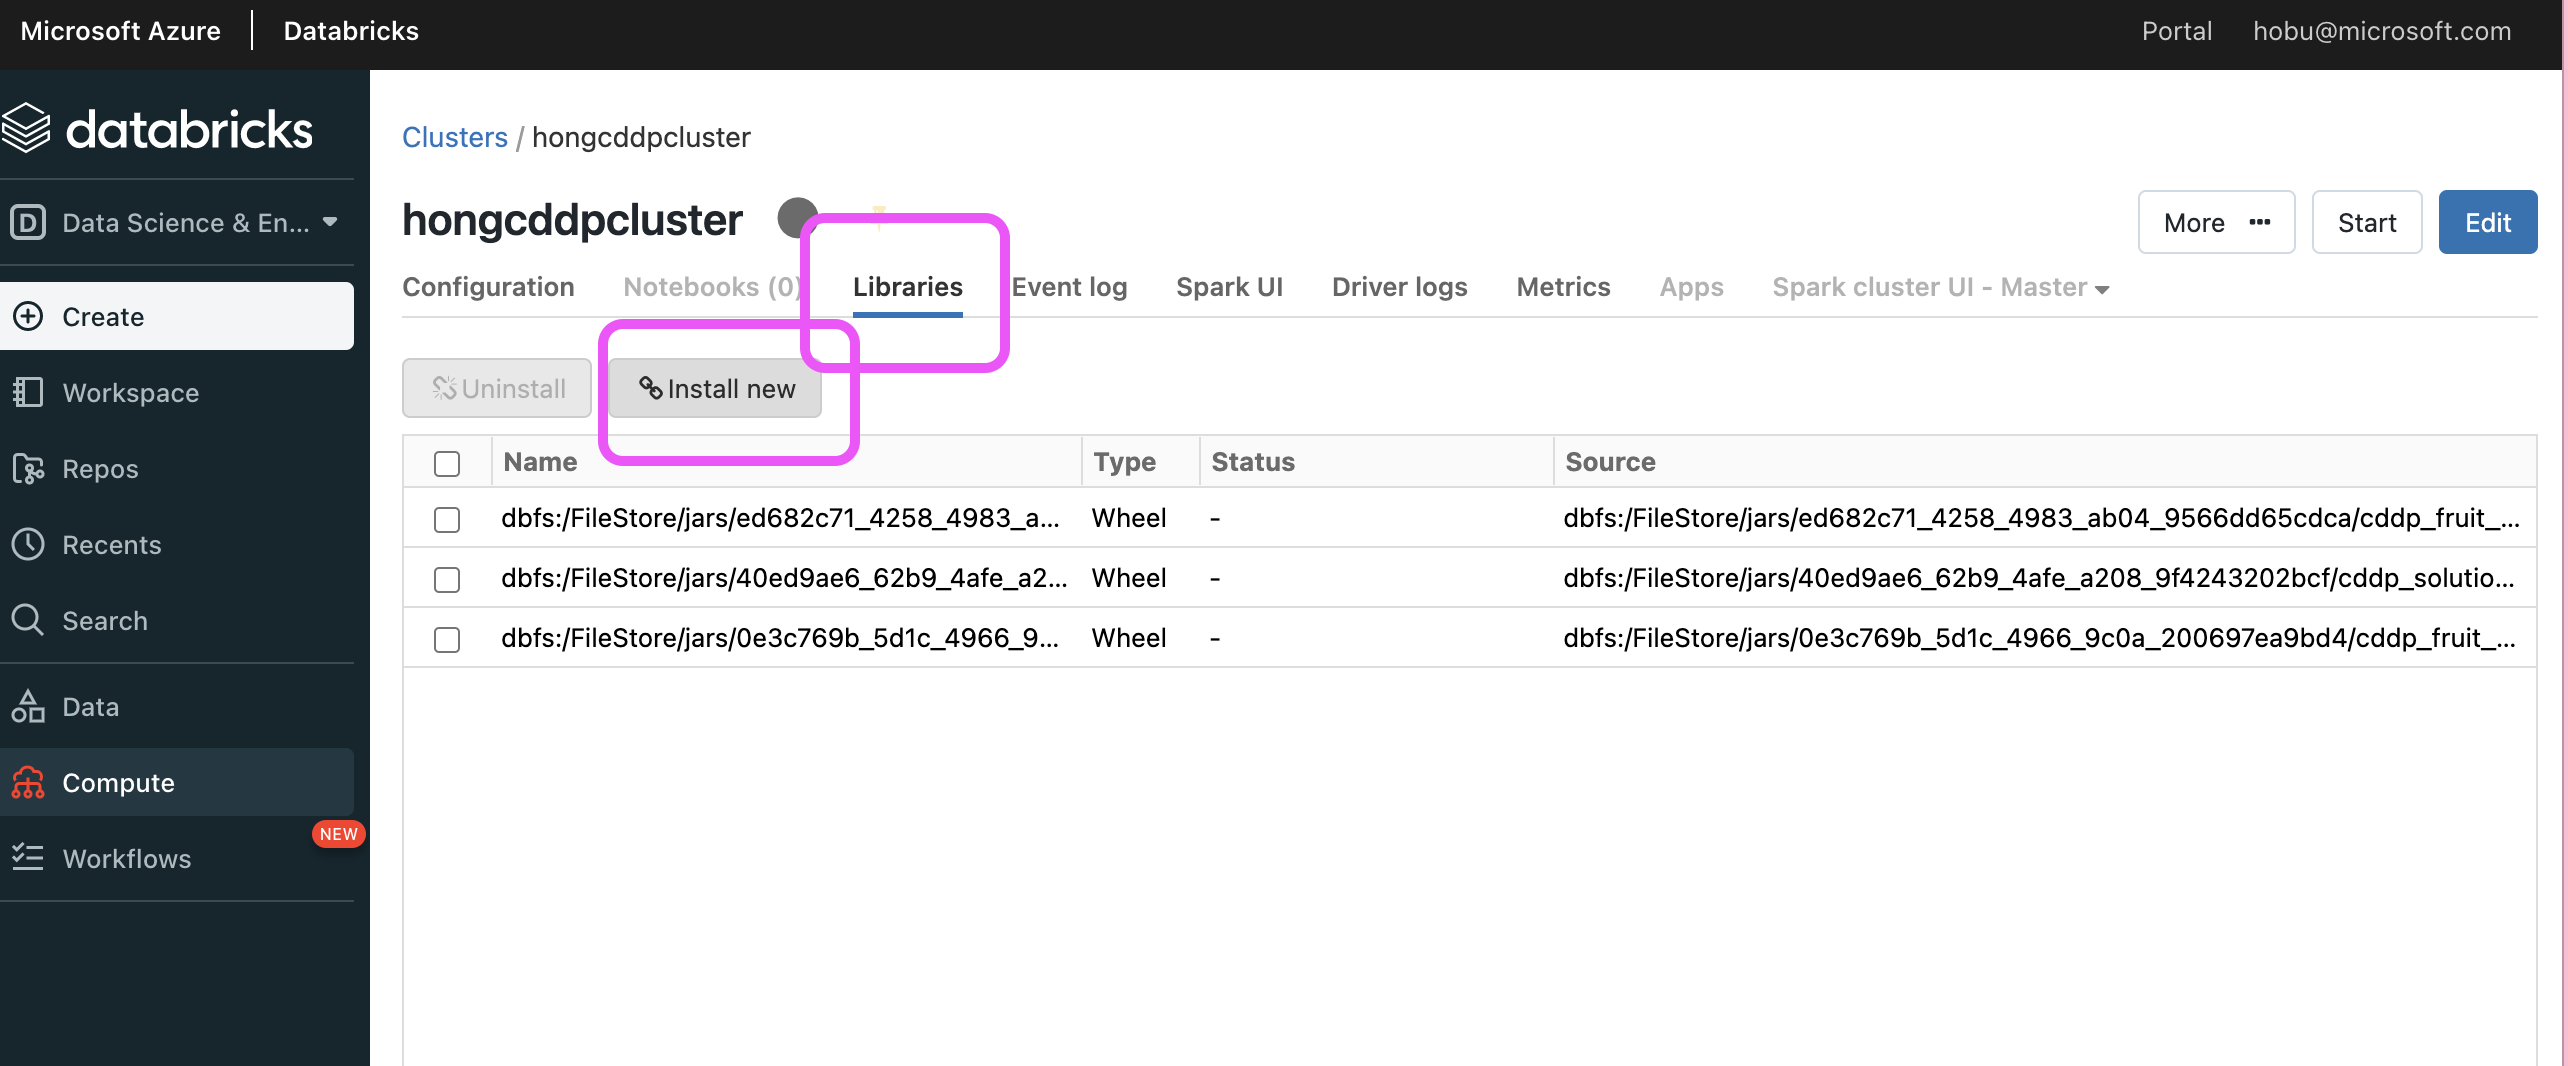 Microsoft Azure Databricks Portal hobu@microsoft.com
databricks
Data Science & En...
Create
Workspace
Repos
Recents
Search
Data
Compute
NEW
Workflows
Clusters / hongcddpcluster
hongcddpcluster
More ... Start Edit
Configuration Notebooks (0) Libraries Event log Spark UI Driver logs Metrics Apps Spark cluster UI - Master
Uninstall Install new
Name Type Status Source
dbfs:/FileStore/jars/ed682c71_4258_4983_a... Wheel - dbfs:/FileStore/jars/ed682c71_4258_4983_ab04_9566dd65cdca/cddp_fruit_...
dbfs:/FileStore/jars/40ed9ae6_62b9_4afe_a2... Wheel - dbfs:/FileStore/jars/40ed9ae6_62b9_4afe_a208_9f4243202bcf/cddp_solutio...
dbfs:/FileStore/jars/0e3c769b_5d1c_4966_9... Wheel - dbfs:/FileStore/jars/0e3c769b_5d1c_4966_9c0a_200697ea9bd4/cddp_fruit_...